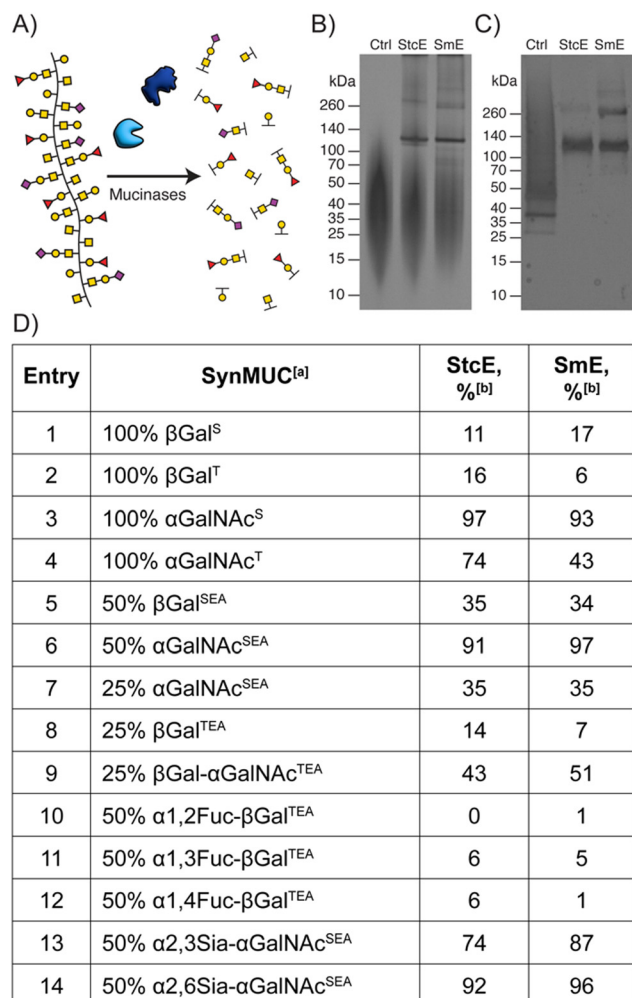 A)
Mucinases
B)
Ctrl StcE SmE
kDa
260
140
100
70
50
40
35
25
15
10
C)
Ctrl StcE SmE
kDa
260
140
100
70
50
40
35
25
15
10
D)
Entry SynMUC[a] StcE, %[b] SmE, %[b]
1 100% βGalS 11 17
2 100% βGalT 16 6
3 100% αGalNAcS 97 93
4 100% αGalNAcT 74 43
5 50% βGalSEA 35 34
6 50% αGalNAcSEA 91 97
7 25% αGalNAcSEA 35 35
8 25% βGalTEA 14 7
9 25% βGal-αGalNAcTEA 43 51
10 50% α1,2Fuc-βGalTEA 0 1
11 50% α1,3Fuc-βGalTEA 6 5
12 50% α1,4Fuc-βGalTEA 6 1
13 50% α2,3Sia-αGalNAcSEA 74 87
14 50% α2,6Sia-αGalNAcSEA 92 96